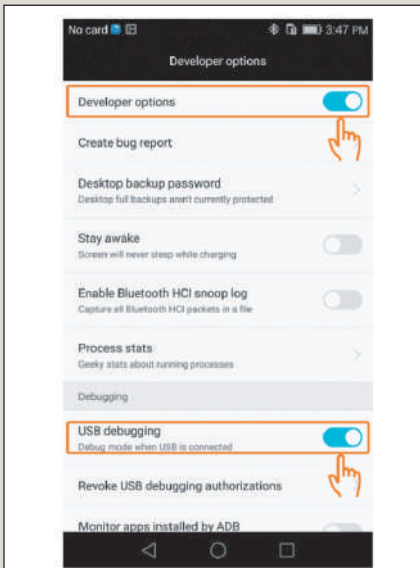 No card 3:47 PM
Developer options
Developer options
Create bug report
Desktop backup password
Desktop full backups aren't currently protected
Stay awake
Screen will never sleep while charging
Enable Bluetooth HCI snoop log
Capture all Bluetooth HCI packets in a file
Process stats
Geeky stats about running processes
Debugging
USB debugging
Debug mode when USB is connected
Revoke USB debugging authorizations
Monitor apps installed by ADB